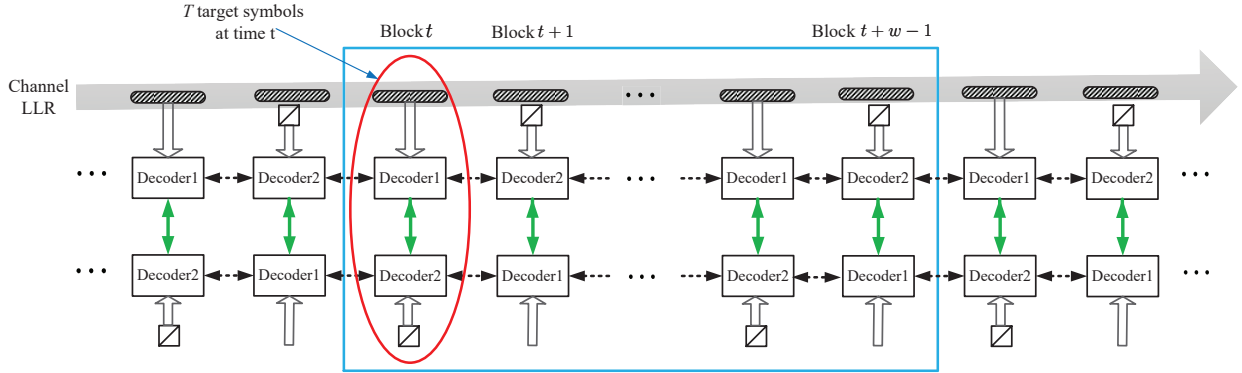 T target symbols
at time t
Block t
Block t + 1
Block t + w − 1
Channel
LLR
• • •
• • • Decoder1 Decoder2 Decoder1 Decoder2 • • • Decoder1 Decoder2 Decoder1 Decoder2 • • •
• • • Decoder2 Decoder1 Decoder2 Decoder1 • • • Decoder2 Decoder1 Decoder2 Decoder1 • • •